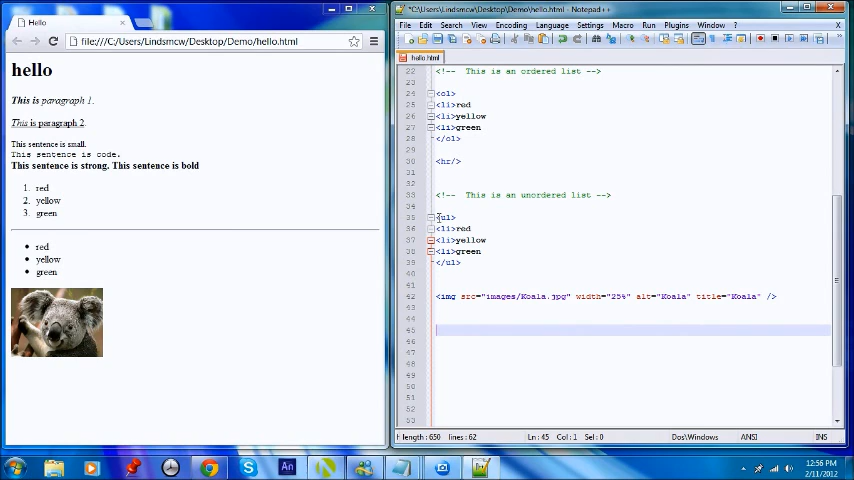 Hello
file:///C:/Users/Lindsmcw/Desktop/Demo/hello.html
hello
This is paragraph 1.
This is paragraph 2.
This sentence is small.
This sentence is code.
This sentence is strong. This sentence is bold
1. red
2. yellow
3. green
• red
• yellow
• green
*C:\Users\Lindsmcw\Desktop\Demo\hello.html - Notepad++
File Edit Search View Encoding Language Settings Macro Run Plugins Window ? X
hello.html
22 <!-- This is an ordered list -->
23
24 <ol>
25 <li>red
26 <li>yellow
27 <li>green
28 </ol>
29
30 <hr/>
31
32
33 <!-- This is an unordered list -->
34
35 <ul>
36 <li>red
37 <li>yellow
38 <li>green
39 </ul>
40
41
42 <img src="images/Koala.jpg" width="25%" alt="Koala" title="Koala" />
43
44
45
46
47
48
49
50
51
52
53
length : 650 lines : 62 Ln : 45 Col : 1 Sel : 0 Dos\Windows ANSI INS
An
12:56 PM
2/11/2012